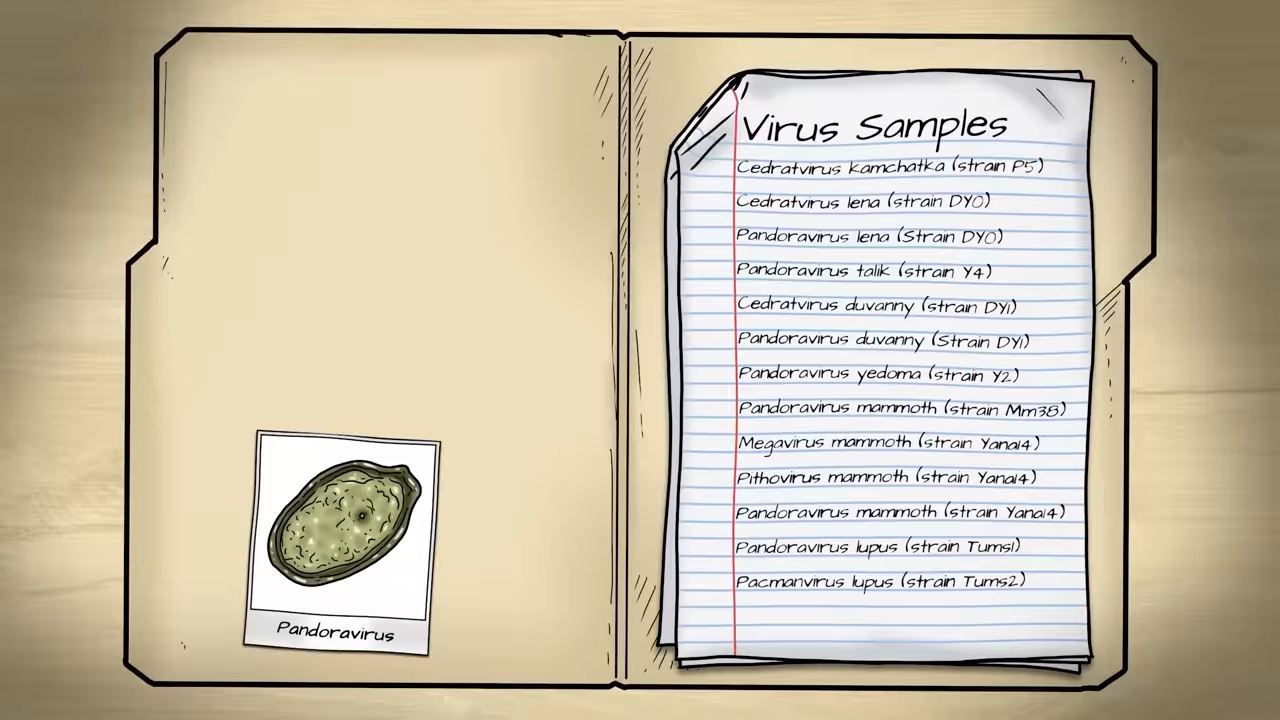 Virus Samples
Cedratvirus kamchatka (strain P5)
Cedratvirus lena (strain DY0)
Pandoravirus lena (Strain DY0)
Pandoravirus talik (strain Y4)
Cedratvirus duvanny (strain DY1)
Pandoravirus duvanny (Strain DY1)
Pandoravirus yedoma (strain Y2)
Pandoravirus mammoth (strain Mm38)
Megavirus mammoth (strain Yana14)
Pithovirus mammoth (strain Yana14)
Pandoravirus mammoth (strain Yana14)
Pandoravirus lupus (strain Tums1)
Pacmanvirus lupus (strain Tums2)
Pandoravirus